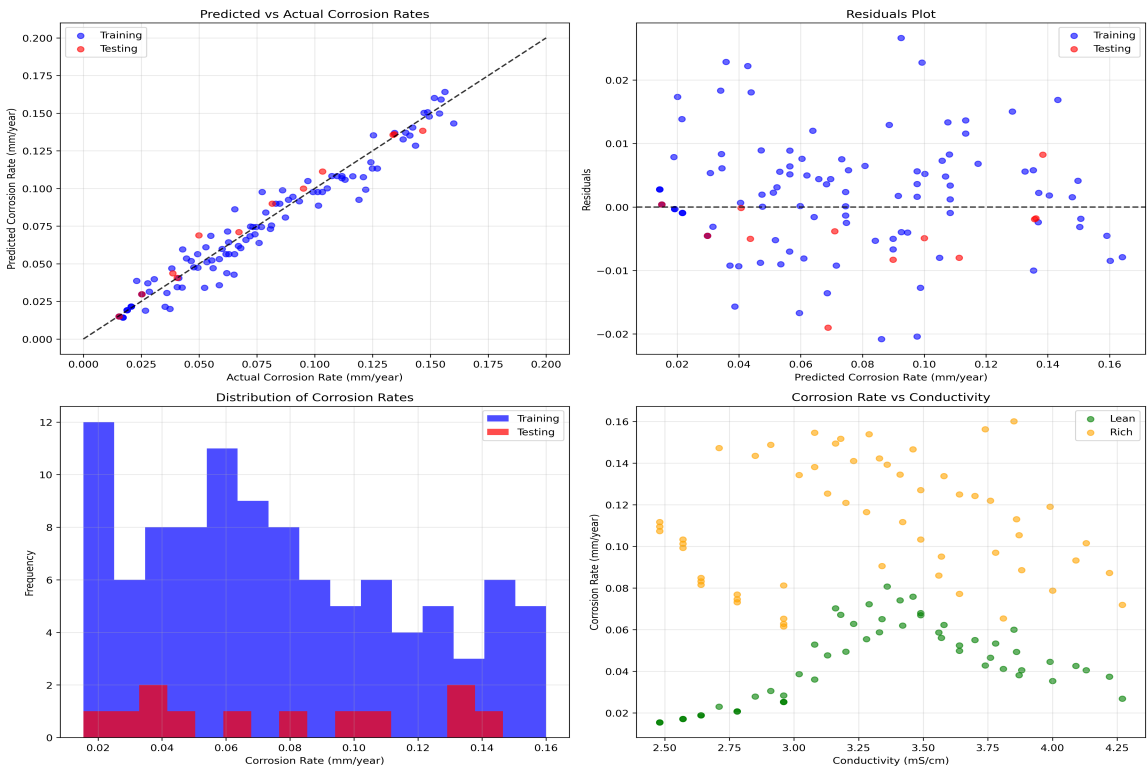 Predicted vs Actual Corrosion Rates
Training
Testing
0.200
0.175
0.150
0.125
0.100
0.075
0.050
0.025
0.000
Predicted Corrosion Rate (mm/year)
0.000 0.025 0.050 0.075 0.100 0.125 0.150 0.175 0.200
Actual Corrosion Rate (mm/year)
Residuals Plot
Training
Testing
0.02
0.01
0.00
−0.01
−0.02
Residuals
0.02 0.04 0.06 0.08 0.10 0.12 0.14 0.16
Predicted Corrosion Rate (mm/year)
Distribution of Corrosion Rates
Training
Testing
12
10
8
6
4
2
0
Frequency
0.02 0.04 0.06 0.08 0.10 0.12 0.14 0.16
Corrosion Rate (mm/year)
Corrosion Rate vs Conductivity
Lean
Rich
0.16
0.14
0.12
0.10
0.08
0.06
0.04
0.02
Corrosion Rate (mm/year)
2.50 2.75 3.00 3.25 3.50 3.75 4.00 4.25
Conductivity (mS/cm)